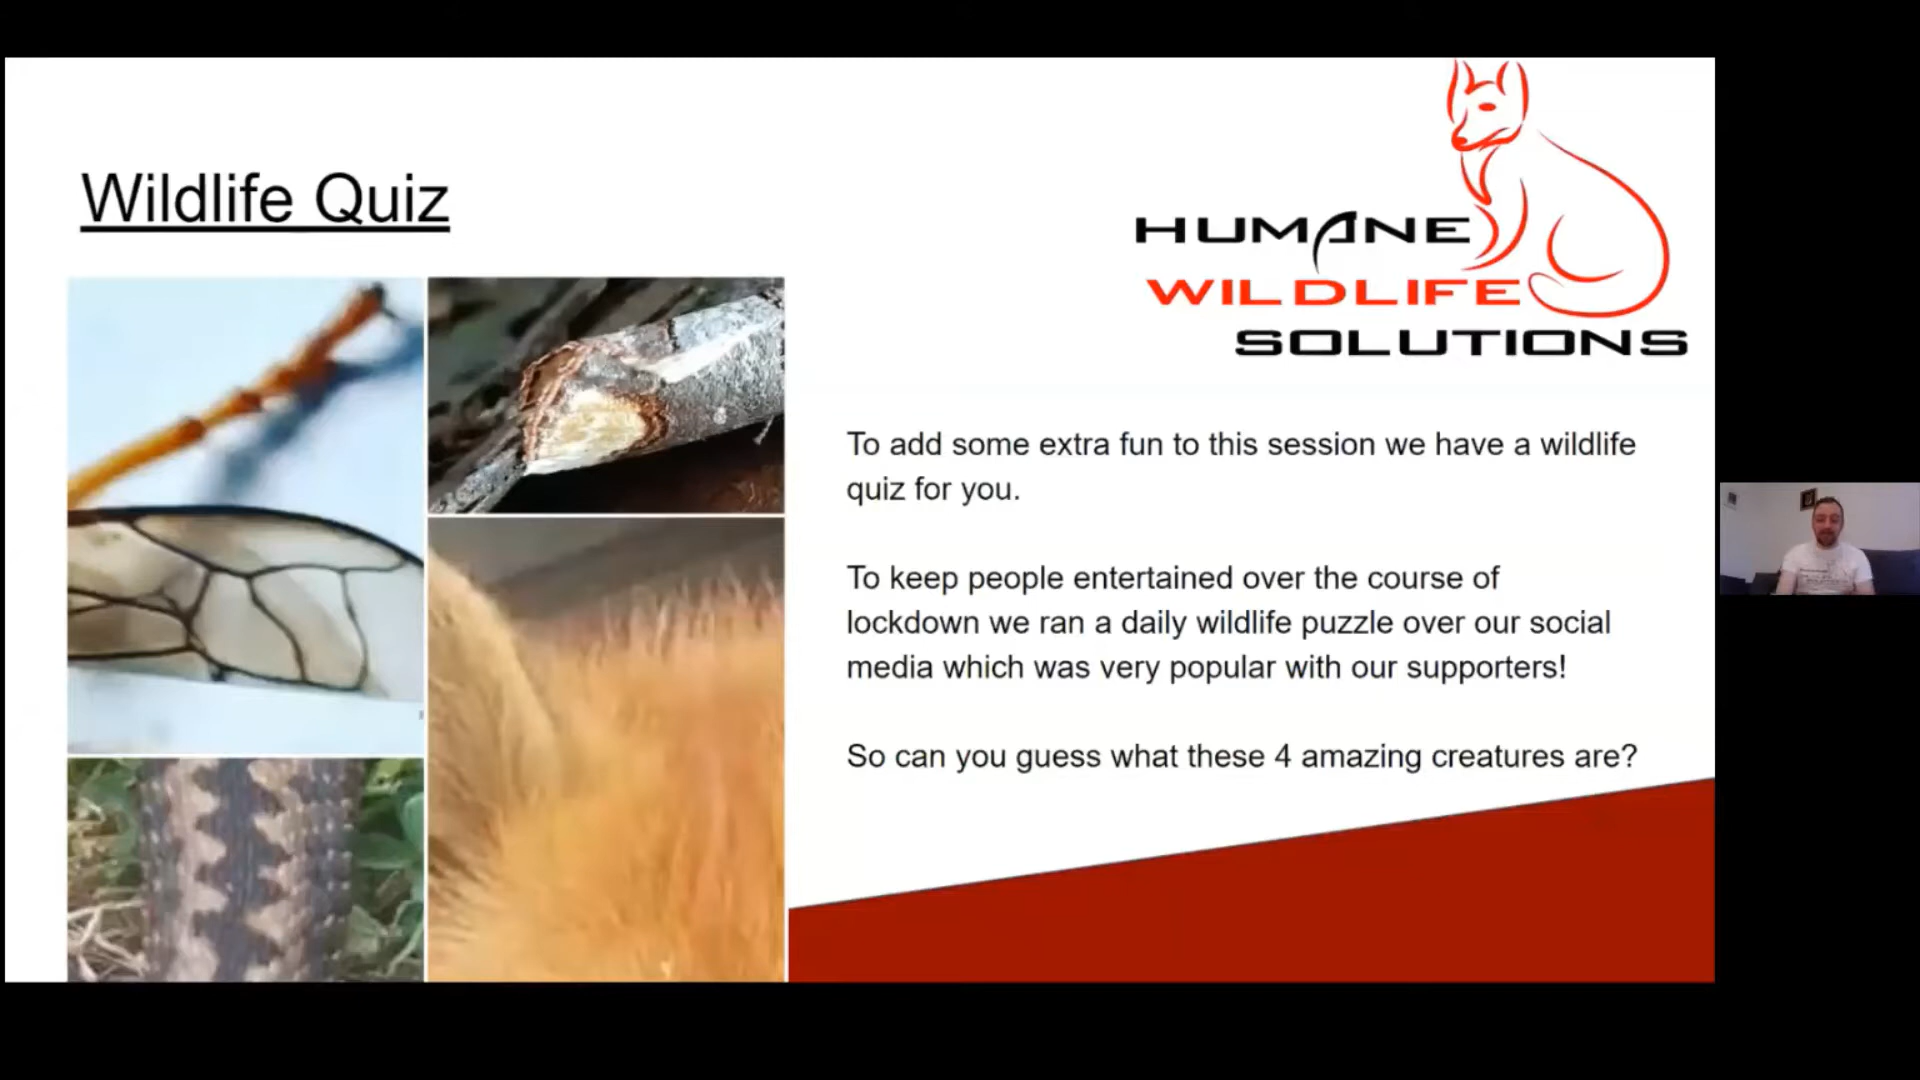 Wildlife Quiz
HUMANE
WILDLIFE
SOLUTIONS
To add some extra fun to this session we have a wildlife
quiz for you.
To keep people entertained over the course of
lockdown we ran a daily wildlife puzzle over our social
media which was very popular with our supporters!
So can you guess what these 4 amazing creatures are?